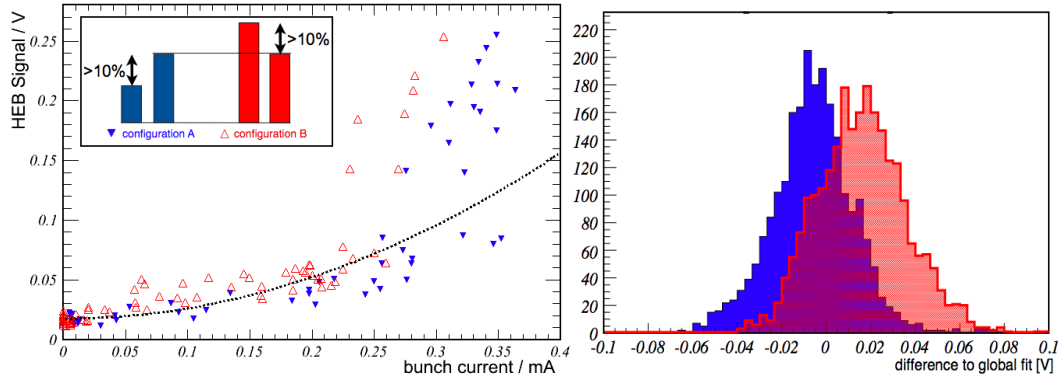 HEB Signal / V
0.25
0.2
0.15
0.1
0.05
0
>10%
>10%
configuration A
configuration B
0 0.05 0.1 0.15 0.2 0.25 0.3 0.35 0.4
bunch current / mA
220
200
180
160
140
120
100
80
60
40
20
0
-0.1 -0.08 -0.06 -0.04 -0.02 0 0.02 0.04 0.06 0.08 0.1
difference to global fit [V]